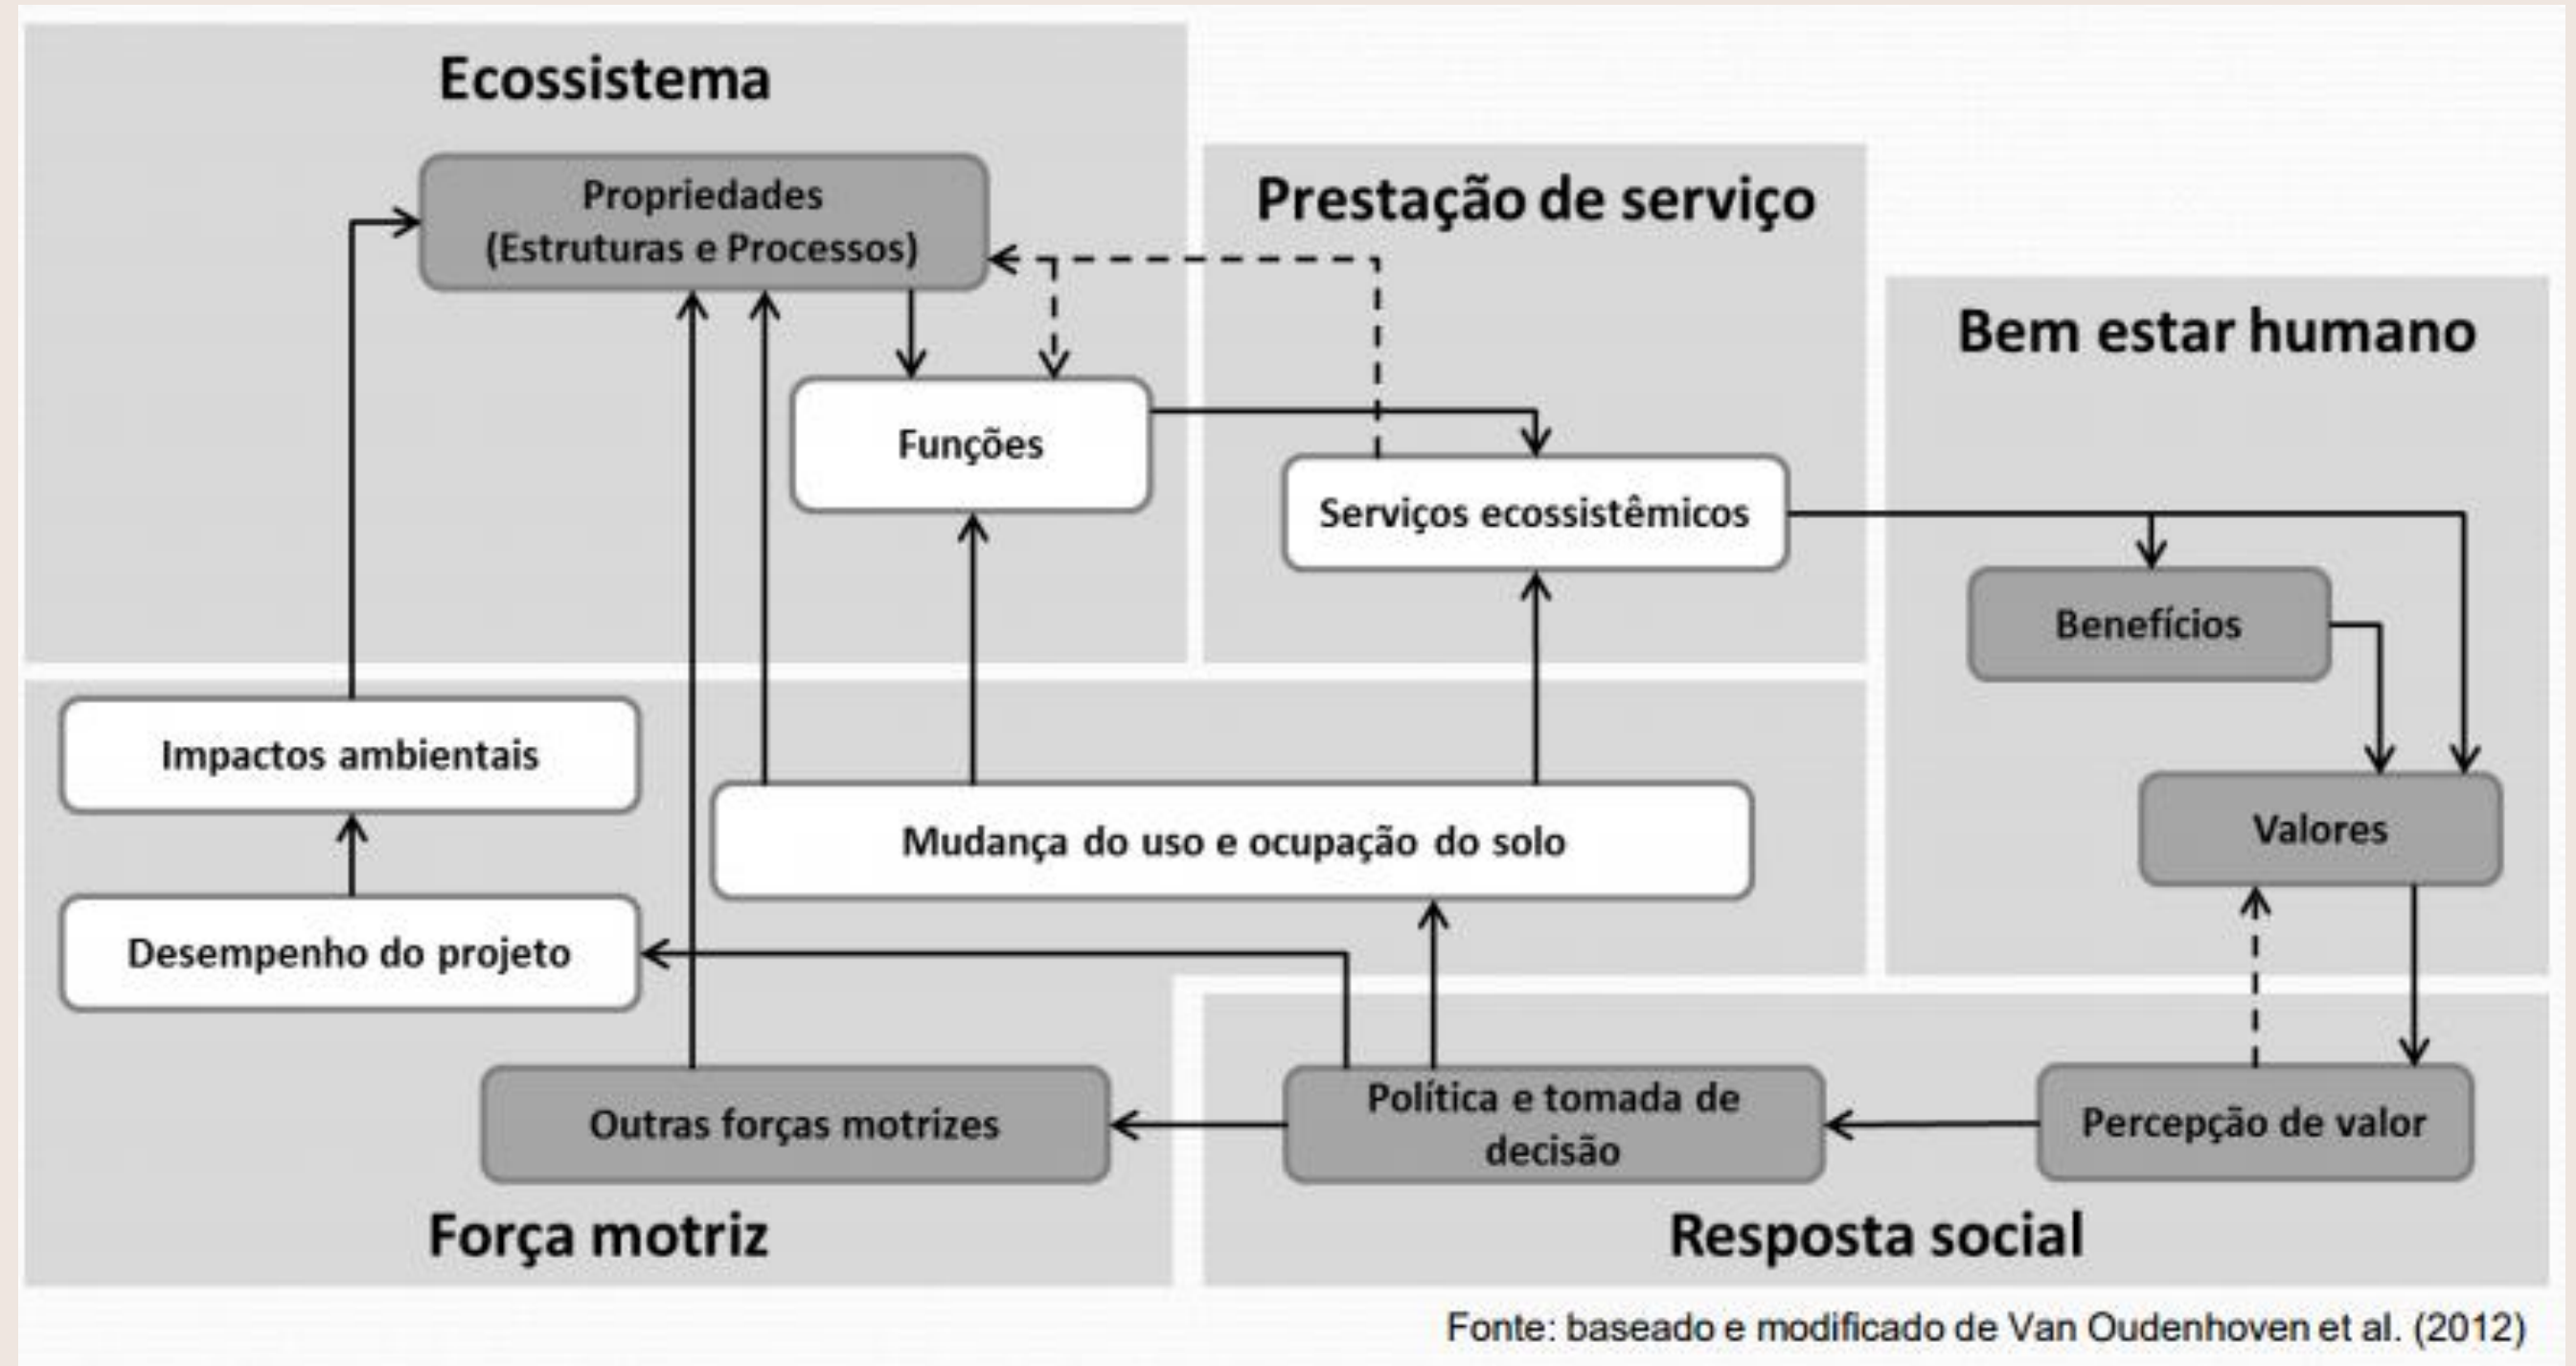 Ecossistema
Propriedades
(Estruturas e Processos)
Prestação de serviço
Bem estar humano
Funções
Serviços ecossistêmicos
Benefícios
Impactos ambientais
Mudança do uso e ocupação do solo
Valores
Desempenho do projeto
Outras forças motrizes
Política e tomada de
decisão
Percepção de valor
Força motriz
Resposta social
Fonte: baseado e modificado de Van Oudenhoven et al. (2012)